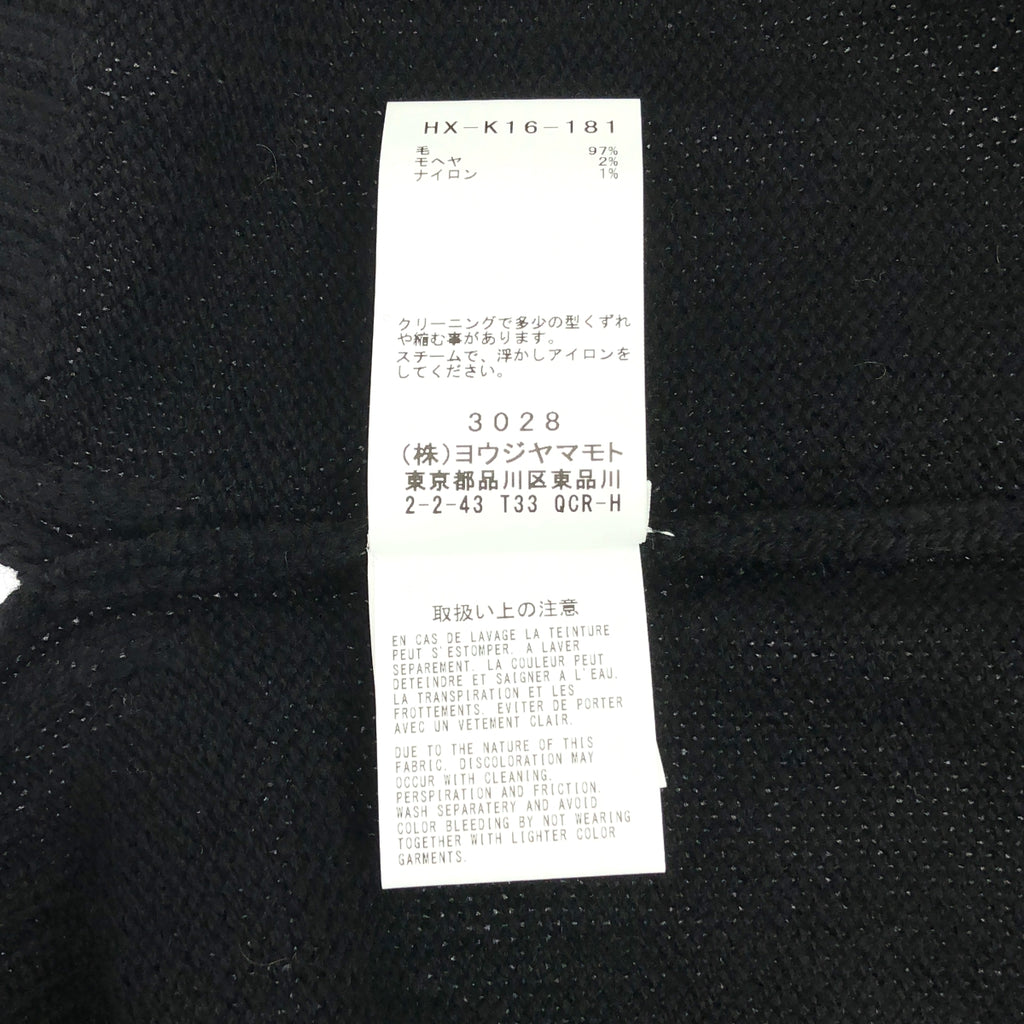 HX-K16-181
毛 97%
モヘヤ 2%
ナイロン 1%
クリーニングで多少の型くずれ
や縮む事があります。
スチームで、浮かしアイロンを
してください。
3028
(株)ヨウジヤマモト
東京都品川区東品川
2-2-43 T33 QCR-H
取扱い上の注意
EN CAS DE LAVAGE LA TEINTURE
PEUT S'ESTOMPER. A LAVER
SEPAREMENT. LA COULEUR PEUT
DETEINDRE ET SAIGNER A L'EAU.
LA TRANSPIRATION ET LES
FROTTEMENTS. EVITER DE PORTER
AVEC UN VETEMENT CLAIR.
DUE TO THE NATURE OF THIS
FABRIC. DISCOLORATION MAY
OCCUR WITH CLEANING.
PERSPIRATION AND FRICTION.
WASH SEPARATERY AND AVOID
COLOR BLEEDING BY NOT WEARING
TOGETHER WITH LIGHTER COLOR
GARMENTS.